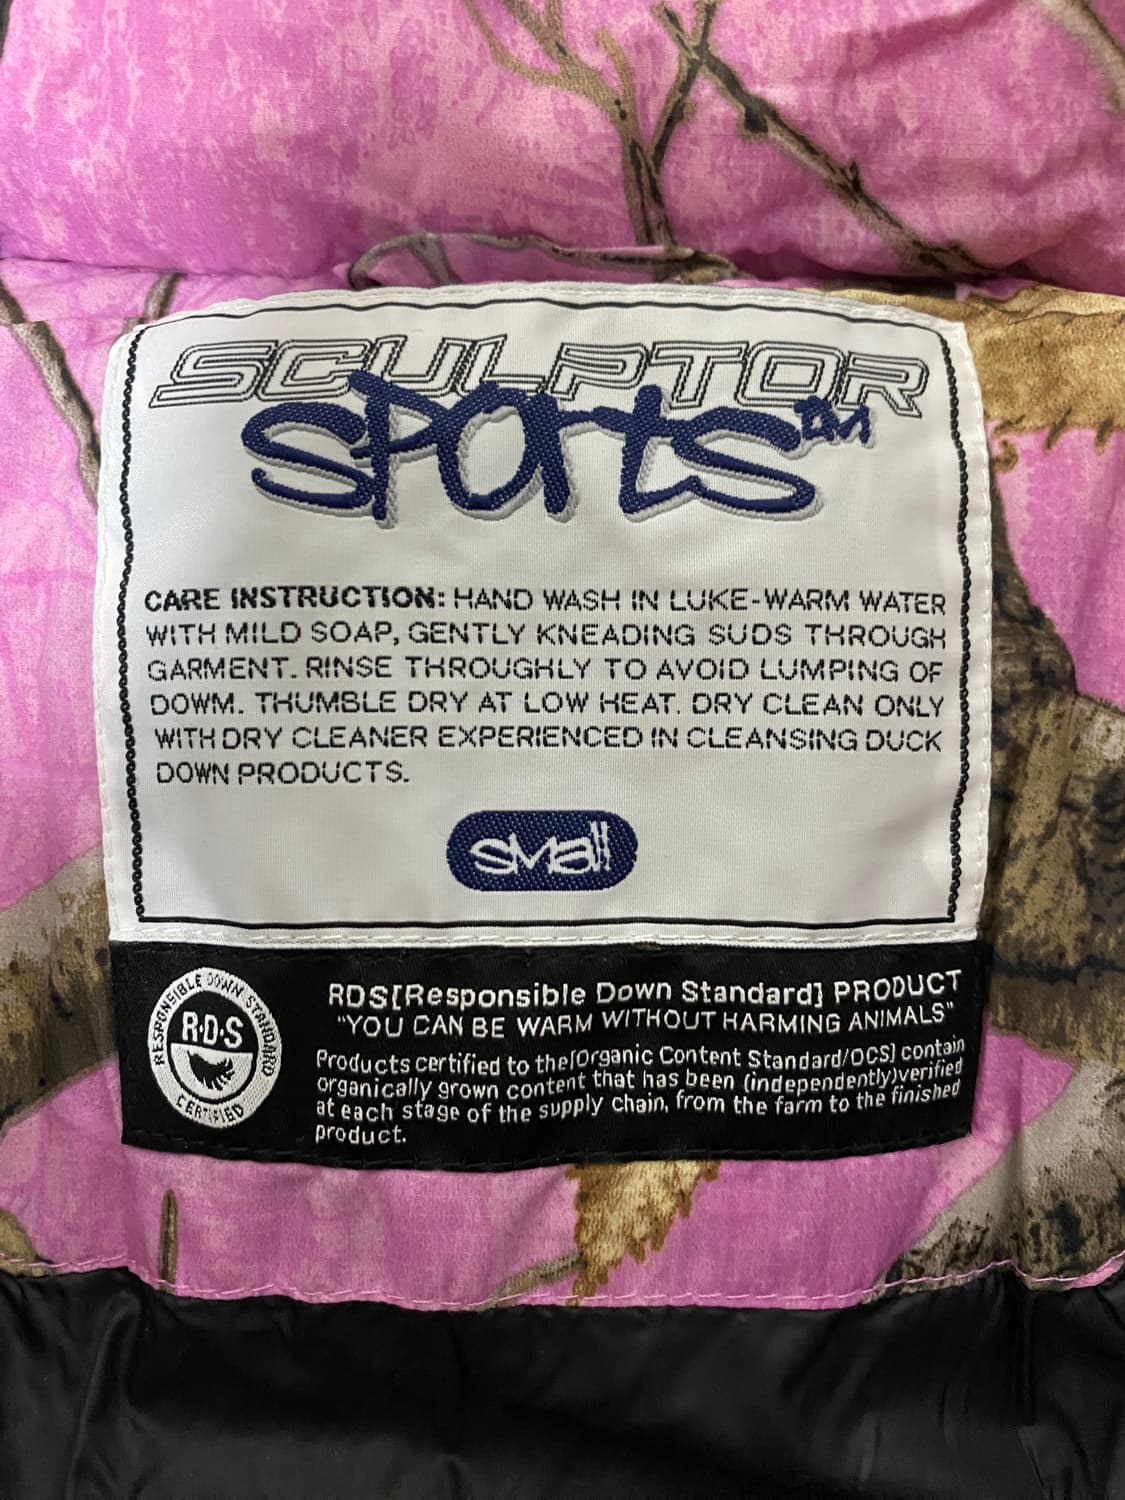 SCULPTOR
sPOrts™
CARE INSTRUCTION: HAND WASH IN LUKE-WARM WATER
WITH MILD SOAP, GENTLY KNEADING SUDS THROUGH
GARMENT. RINSE THROUGHLY TO AVOID LUMPING OF
DOWM. THUMBLE DRY AT LOW HEAT. DRY CLEAN ONLY
WITH DRY CLEANER EXPERIENCED IN CLEANSING DUCK
DOWN PRODUCTS.
sMall
RESPONSIBLE DOWN STANDARD
R·D·S
CERTIFIED
RDS[Responsible Down Standard] PRODUCT
"YOU CAN BE WARM WITHOUT HARMING ANIMALS"
Products certified to the[Organic Content Standard/OCS] contain
organically grown content that has been (independently)verified
at each stage of the supply chain, from the farm to the finished
product.